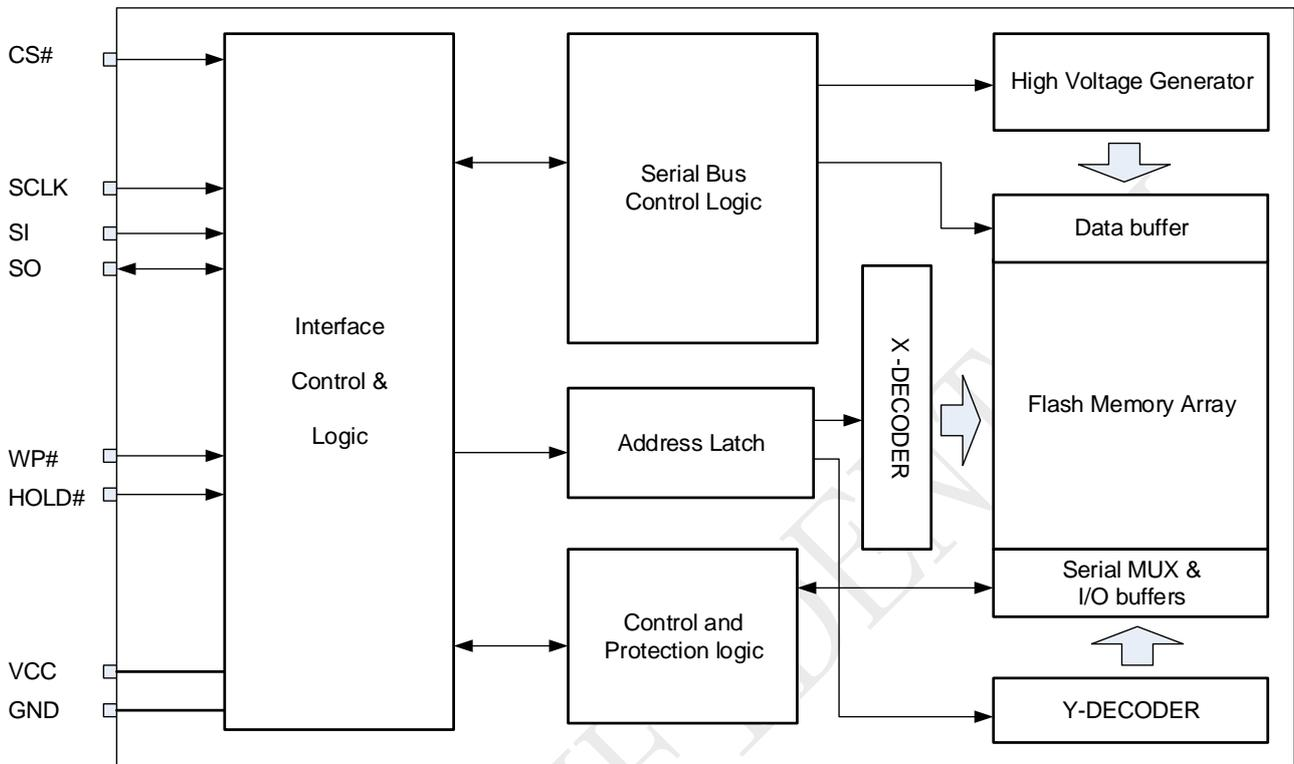 CS#
SCLK
SI
SO
WP#
HOLD#
VCC
GND
Interface
Control &
Logic
Serial Bus
Control Logic
Address Latch
Control and
Protection logic
X-DECODER
High Voltage Generator
Data buffer
Flash Memory Array
Serial MUX &
I/O buffers
Y-DECODER